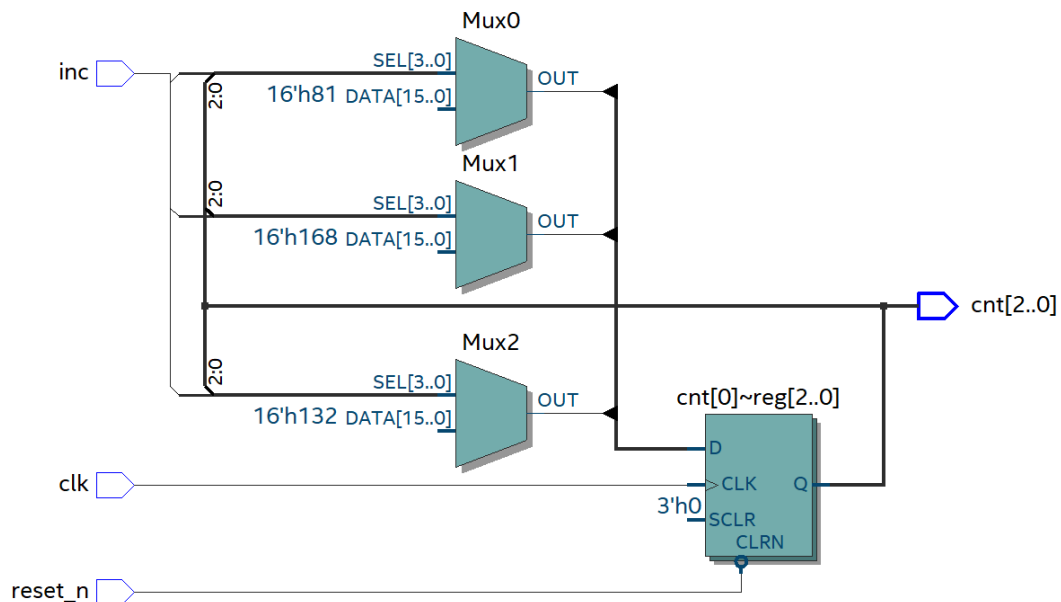 Mux0
inc
SEL[3..0]
2:0
16'h81 DATA[15..0]
OUT
Mux1
2:0
SEL[3..0]
16'h168 DATA[15..0]
OUT
cnt[2..0]
Mux2
2:0
SEL[3..0]
16'h132 DATA[15..0]
OUT
cnt[0]~reg[2..0]
D
clk
CLK
Q
3'h0
SCLR
CLRN
reset_n